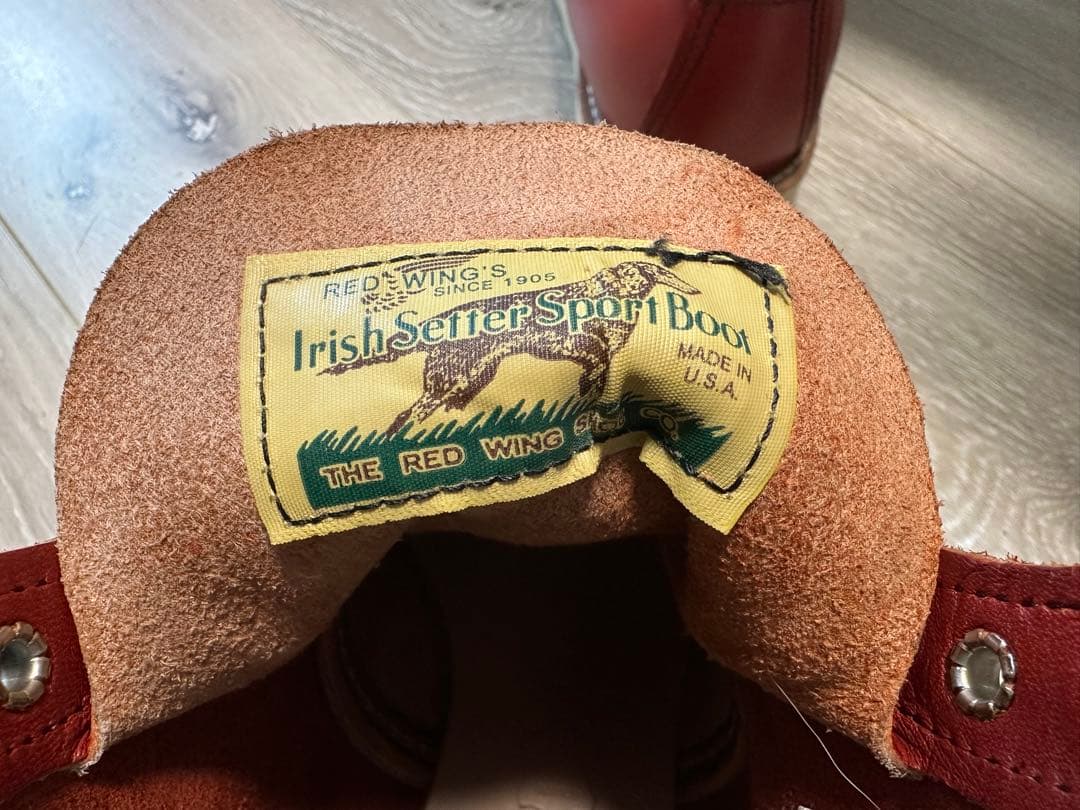 RED WING'S
SINCE 1905
Irish Setter Sport Boot
MADE IN
U.S.A.
THE RED WING